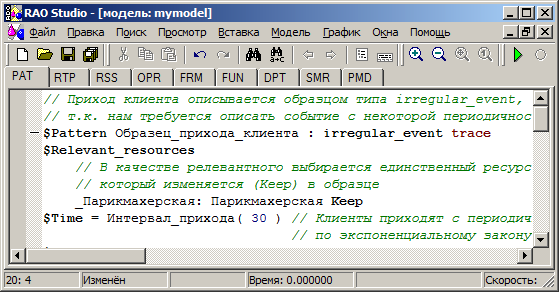 RAO Studio - [модель: mymodel]
Файл Правка Поиск Просмотр Вставка Модель График Окна Помощь
PAT RTP RSS OPR FRM FUN DPT SMR PMD
// Приход клиента описывается образцом типа irregular_event,
// т.к. нам требуется описать событие с некоторой периодичнос
$Pattern Образец_прихода_клиента : irregular_event trace
$Relevant_resources
// В качестве релевантного выбирается единственный ресурс
// который изменяется (Keep) в образце
_Парикмахерская: Парикмахерская Keep
$Time = Интервал_прихода( 30 ) // Клиенты приходят с периодич
// по экспоненциальному закону
20: 4 Изменён Время: 0.000000 Скорость: